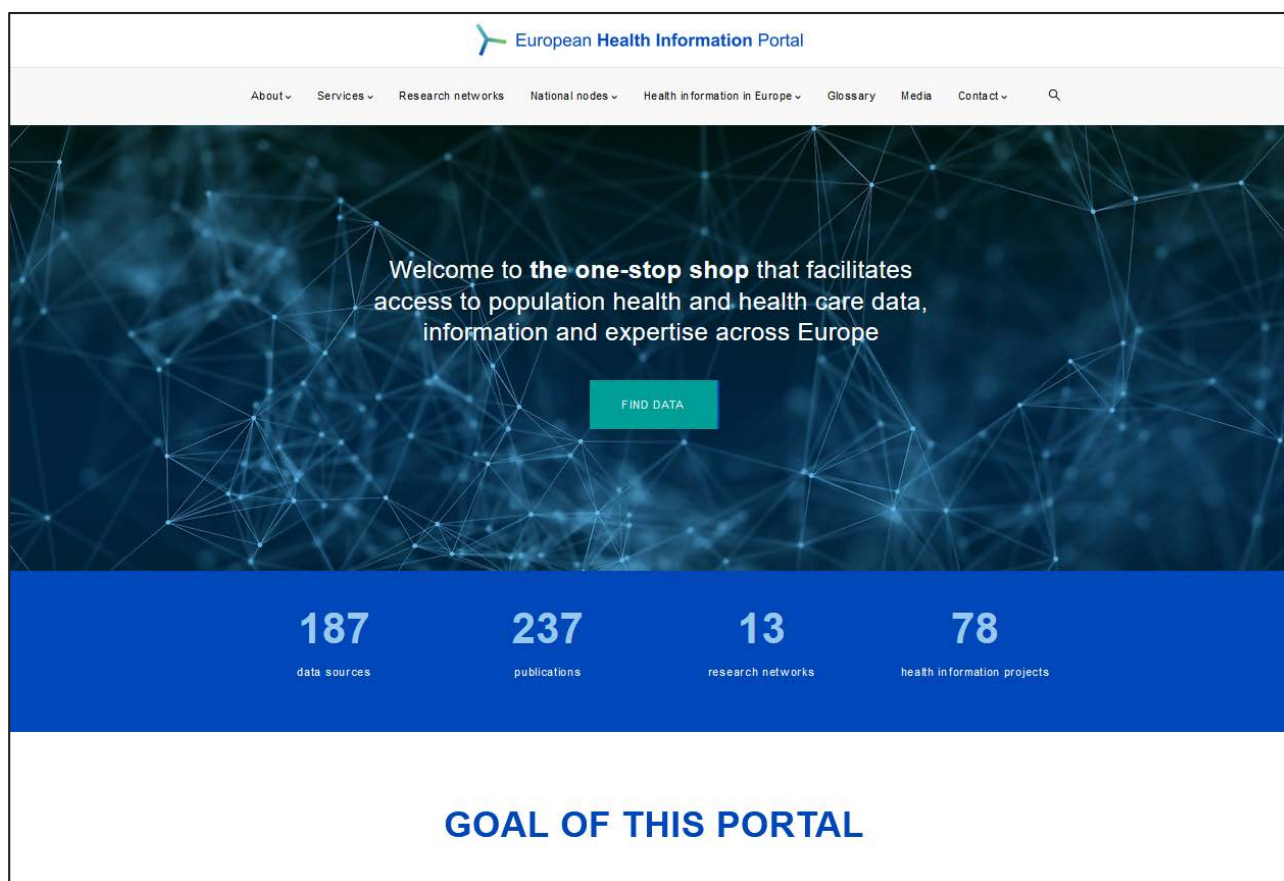 European Health Information Portal
About Services Research networks National nodes Health information in Europe Glossary Media Contact
Welcome to the one-stop shop that facilitates
access to population health and health care data,
information and expertise across Europe
FIND DATA
187 237 13 78
data sources publications research networks health information projects
GOAL OF THIS PORTAL